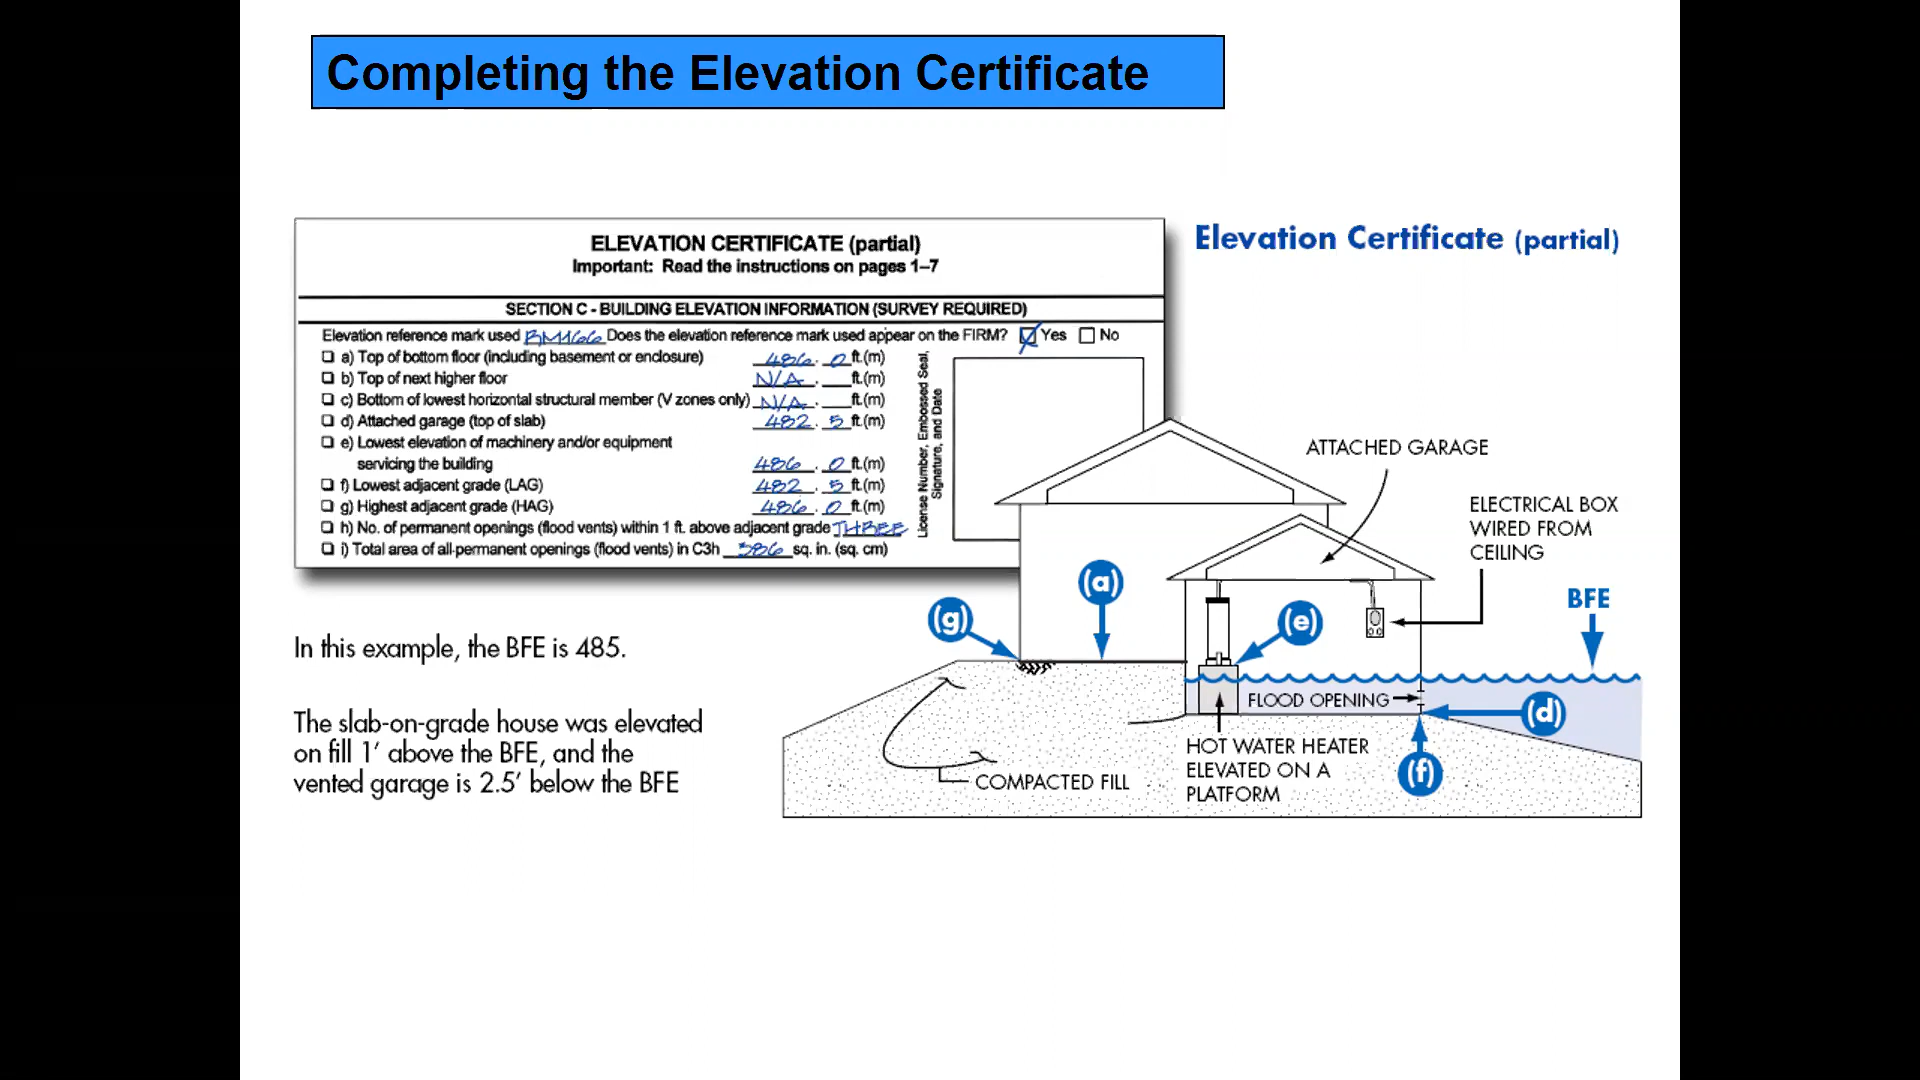 Completing the Elevation Certificate
ELEVATION CERTIFICATE (partial)
Important: Read the instructions on pages 1–7
Elevation Certificate (partial)
SECTION C - BUILDING ELEVATION INFORMATION (SURVEY REQUIRED)
Elevation reference mark used BM166 Does the elevation reference mark used appear on the FIRM? Yes No
a) Top of bottom floor (including basement or enclosure) 486. 0 ft.(m)
b) Top of next higher floor N/A . ft.(m)
c) Bottom of lowest horizontal structural member (V zones only) N/A . ft.(m)
d) Attached garage (top of slab) 482. 5 ft.(m)
e) Lowest elevation of machinery and/or equipment
servicing the building 486. 0 ft.(m)
f) Lowest adjacent grade (LAG) 482. 5 ft.(m)
g) Highest adjacent grade (HAG) 486. 0 ft.(m)
h) No. of permanent openings (flood vents) within 1 ft. above adjacent grade THREE
i) Total area of all permanent openings (flood vents) in C3h sq. in. (sq. cm)
License Number, Embossed Seal,
Signature, and Date
ATTACHED GARAGE
ELECTRICAL BOX
WIRED FROM
CEILING
BFE
(a)
(g)
(e)
In this example, the BFE is 485.
FLOOD OPENING
(d)
The slab-on-grade house was elevated
on fill 1’ above the BFE, and the
vented garage is 2.5’ below the BFE
HOT WATER HEATER
ELEVATED ON A
PLATFORM
(f)
COMPACTED FILL